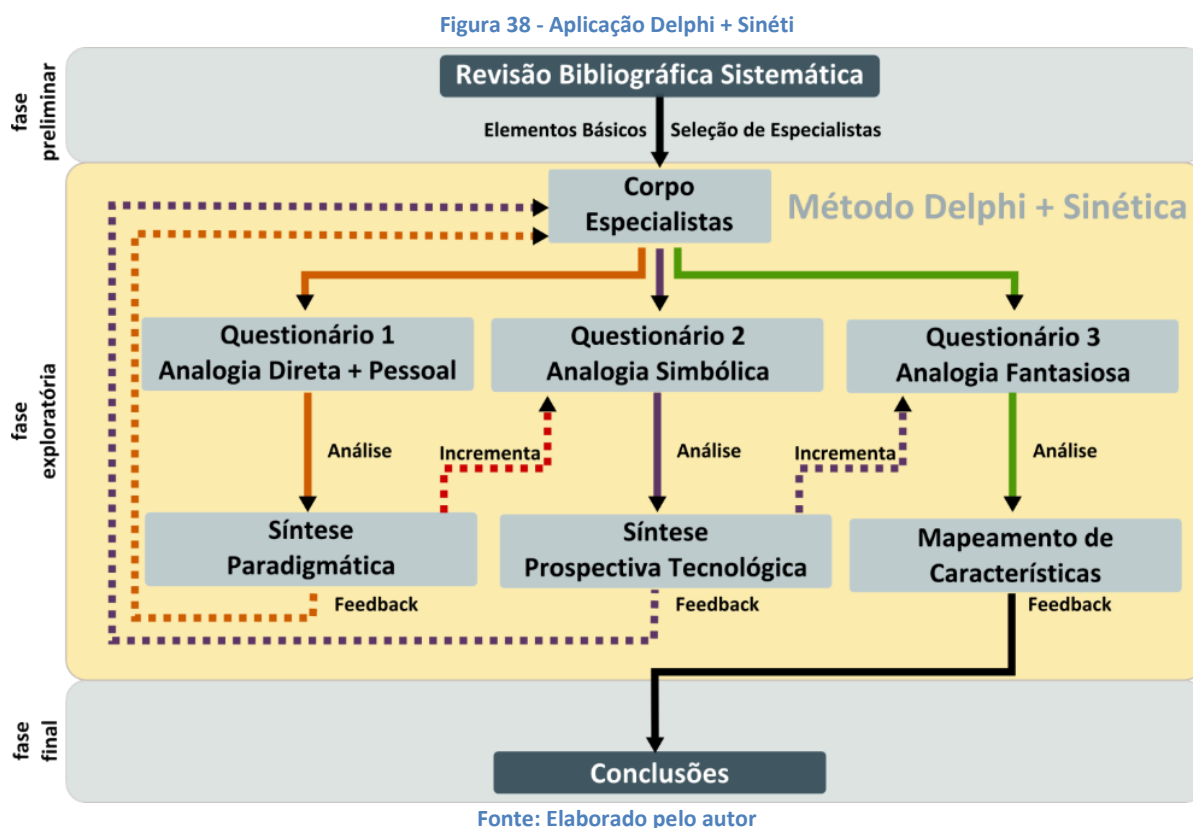 Figura 38 - Aplicação Delphi + Sinéti
fase
preliminar
Revisão Bibliográfica Sistemática
Elementos Básicos
Seleção de Especialistas
fase
exploratória
Método Delphi + Sinética
Corpo
Especialistas
Questionário 1
Analogia Direta + Pessoal
Questionário 2
Analogia Simbólica
Questionário 3
Analogia Fantasiosa
Análise
Incrementa
Análise
Incrementa
Análise
Síntese
Paradigmática
Síntese
Prospectiva Tecnológica
Mapeamento de
Características
Feedback
Feedback
Feedback
fase
final
Conclusões
Fonte: Elaborado pelo autor